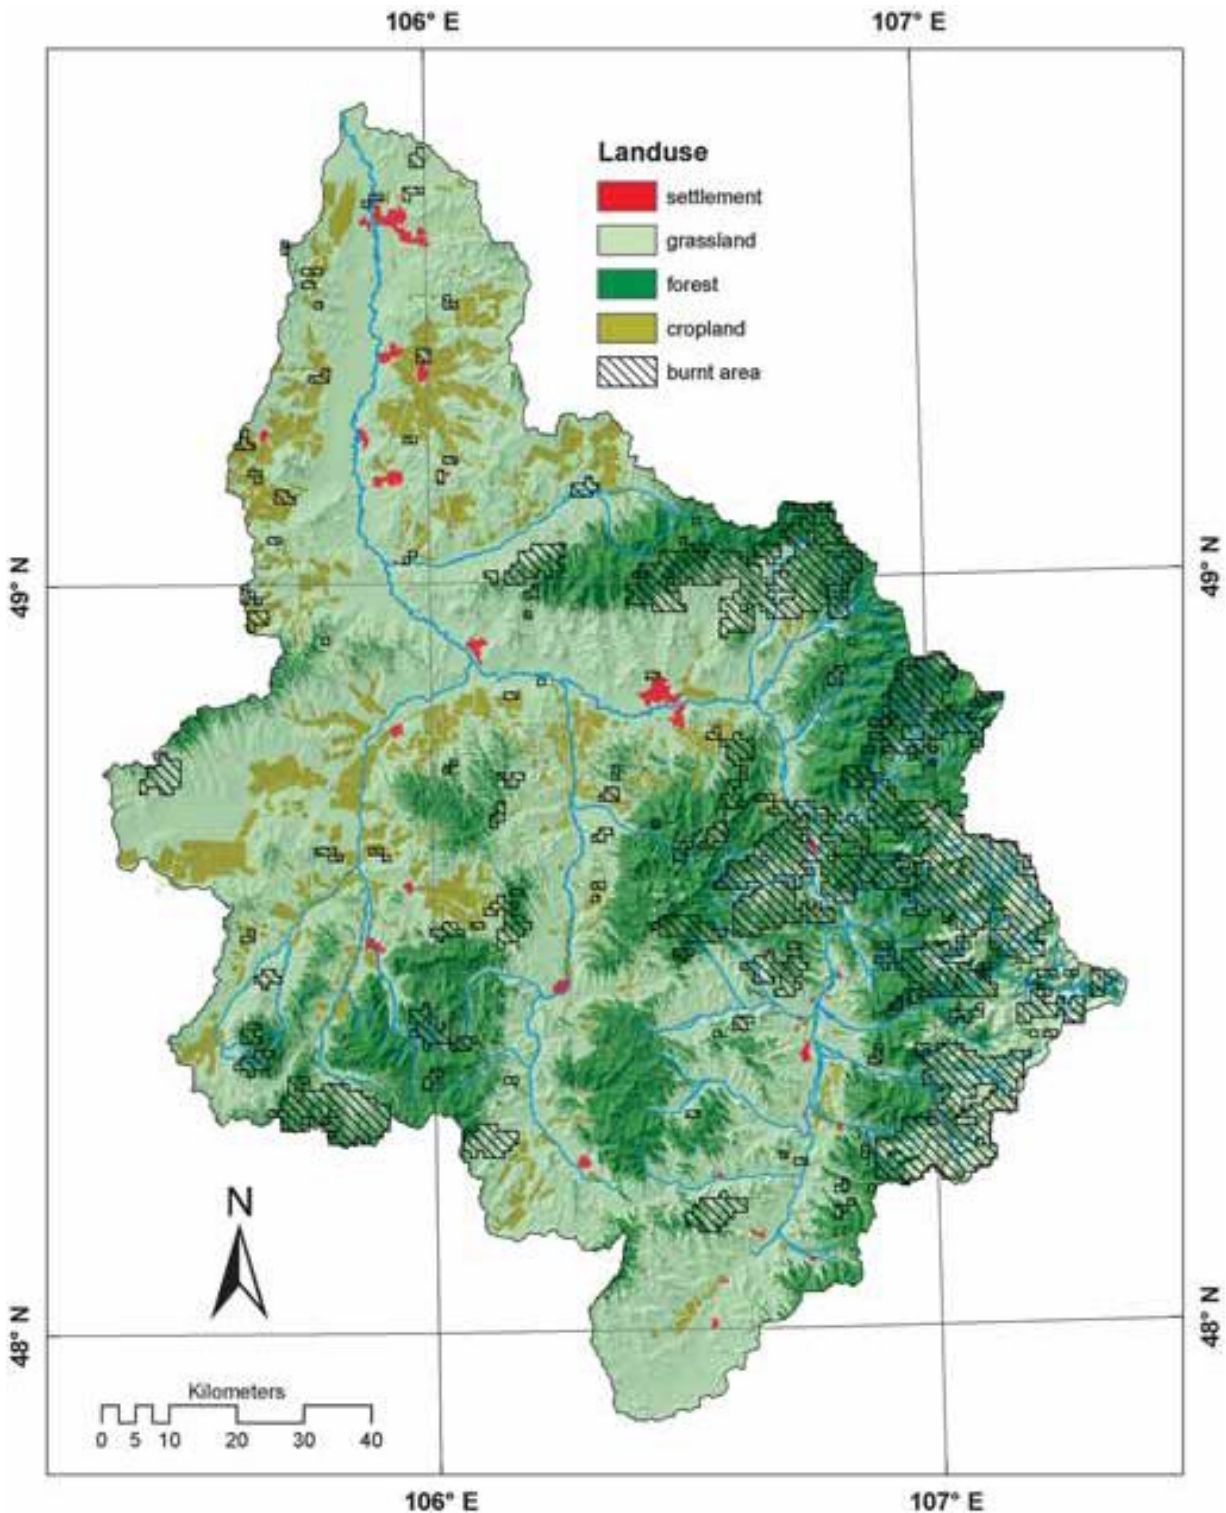 106° E 107° E
Landuse
settlement
grassland
forest
cropland
burnt area
49° N 49° N
N
48° N 48° N
Kilometers
0 5 10 20 30 40
106° E 107° E